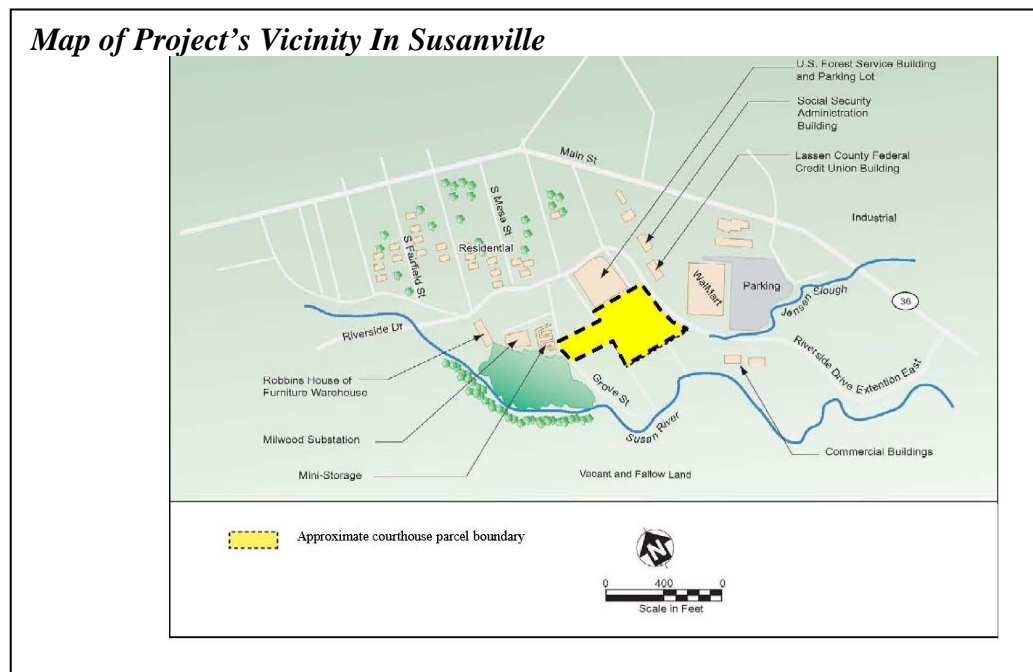 Map of Project's Vicinity In Susanville
U.S. Forest Service Building
and Parking Lot
Social Security
Administration
Building
Lassen County Federal
Credit Union Building
Main St
Industrial
S Mesa St
Residential
S Fairfield St
WalMart
Parking
Jensen Slough
36
Riverside Dr
Riverside Drive Extention East
Robbins House of
Furniture Warehouse
Grove St
Susan River
Milwood Substation
Commercial Buildings
Mini-Storage
Vacant and Fallow Land
Approximate courthouse parcel boundary
N
0 400 0
Scale in Feet